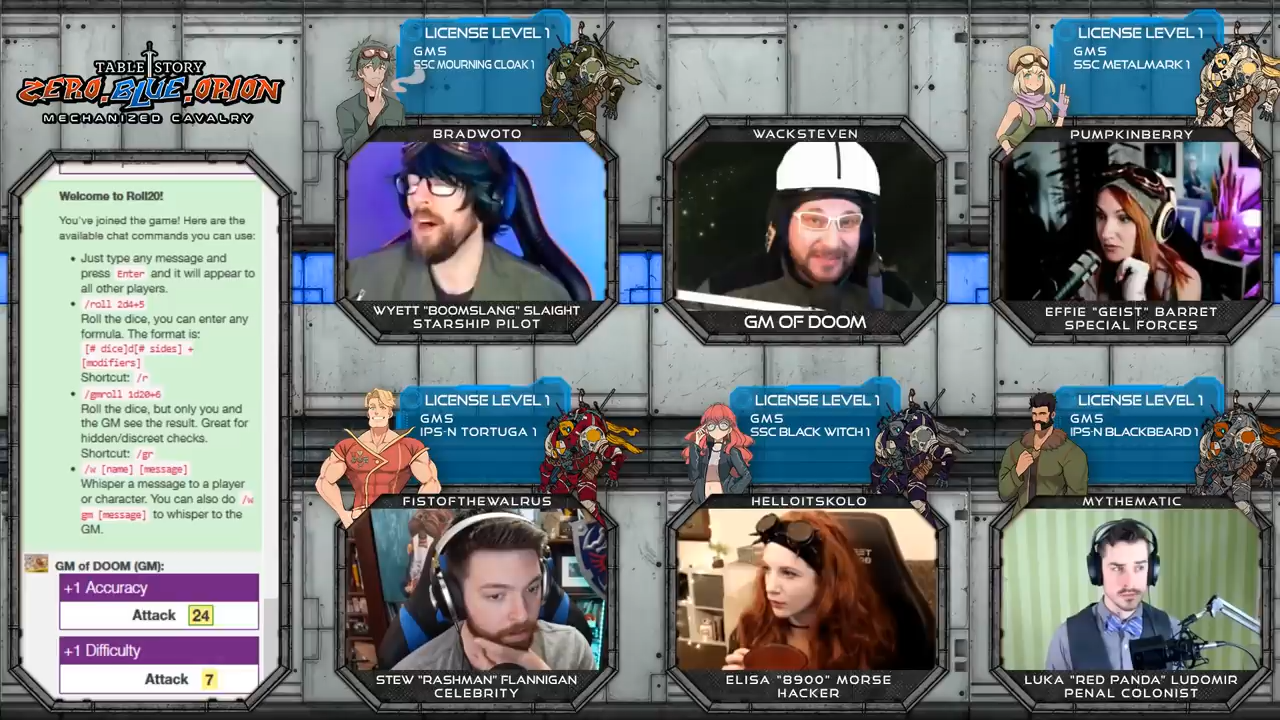 TABLE STORY
ZERO.BLUE.ORION
MECHANIZED CAVALRY
Welcome to Roll20!
You've joined the game! Here are the
available chat commands you can use:
• Just type any message and
press Enter and it will appear to
all other players.
• /roll 2d4+5
Roll the dice, you can enter any
formula. The format is:
[# dice]d[# sides] +
[modifiers]
Shortcut: /r
• /gmroll 1d20+6
Roll the dice, but only you and
the GM see the result. Great for
hidden/discreet checks.
Shortcut: /gr
• /w [name] [message]
Whisper a message to a player
or character. You can also do /w
gm [message] to whisper to the
GM.
GM of DOOM (GM):
+1 Accuracy
Attack 24
+1 Difficulty
Attack 7
LICENSE LEVEL 1
GMS
SSC MOURNING CLOAK 1
BRADWOTO
WYETT "BOOMSLANG" SLAIGHT
STARSHIP PILOT
WACKSTEVEN
GM OF DOOM
LICENSE LEVEL 1
GMS
SSC METALMARK 1
PUMPKINBERRY
EFFIE "GEIST" BARRET
SPECIAL FORCES
LICENSE LEVEL 1
GMS
IPS-N TORTUGA 1
FISTOFTHEWALRUS
STEW "RASHMAN" FLANNIGAN
CELEBRITY
LICENSE LEVEL 1
GMS
SSC BLACK WITCH 1
HELLOITSKOLO
ELISA "B900" MORSE
HACKER
LICENSE LEVEL 1
GMS
IPS-N BLACKBEARD 1
MYTHEMATIC
LUKA "RED PANDA" LUDOMIR
PENAL COLONIST